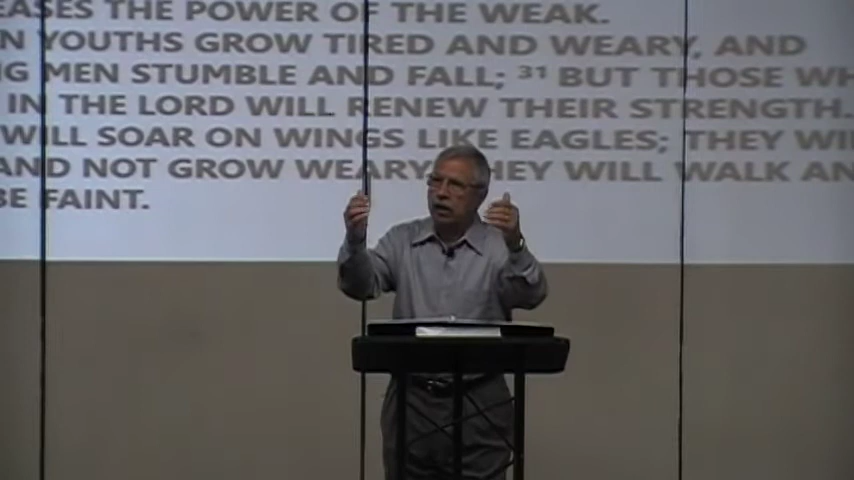 EASES THE POWER OF THE WEAK.
N YOUTHS GROW TIRED AND WEARY, AND
G MEN STUMBLE AND FALL; 31 BUT THOSE WH
IN THE LORD WILL RENEW THEIR STRENGTH.
WILL SOAR ON WINGS LIKE EAGLES; THEY WIL
AND NOT GROW WEARY, THEY WILL WALK AN
BE FAINT.